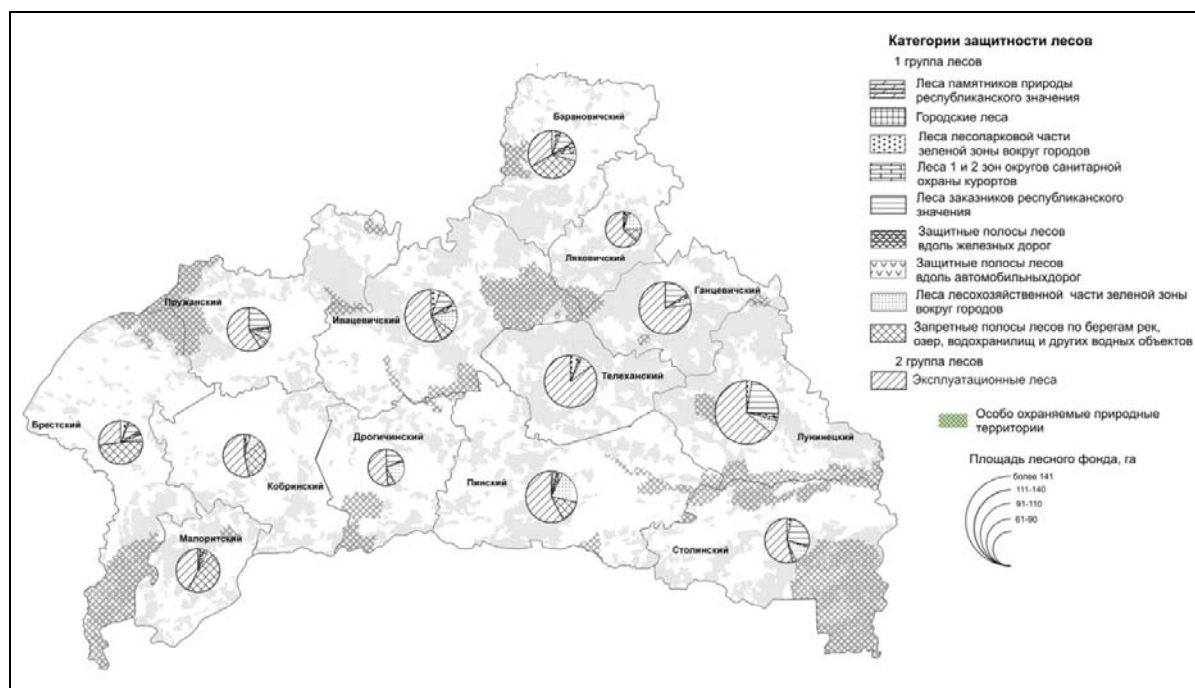 Категории защитности лесов
1 группа лесов
Леса памятников природы
республиканского значения
Городские леса
Леса лесопарковой части
зеленой зоны вокруг городов
Леса 1 и 2 зон округов санитарной
охраны курортов
Леса заказников республиканского
значения
Защитные полосы лесов
вдоль железных дорог
Защитные полосы лесов
вдоль автомобильныхдорог
Леса лесохозяйственной части зеленой зоны
вокруг городов
Запретные полосы лесов по берегам рек,
озер, водохранилищ и других водных объектов
2 группа лесов
Эксплуатационные леса
Особо охраняемые природные
территории
Площадь лесного фонда, га
более 141
111-140
91-110
61-90
Барановичский
Ляховичский
Ганцевичский
Пружанский
Ивацевичский
Телеханский
Брестский
Дрогичинский
Лунинецкий
Кобринский
Пинский
Малоритский
Столинский